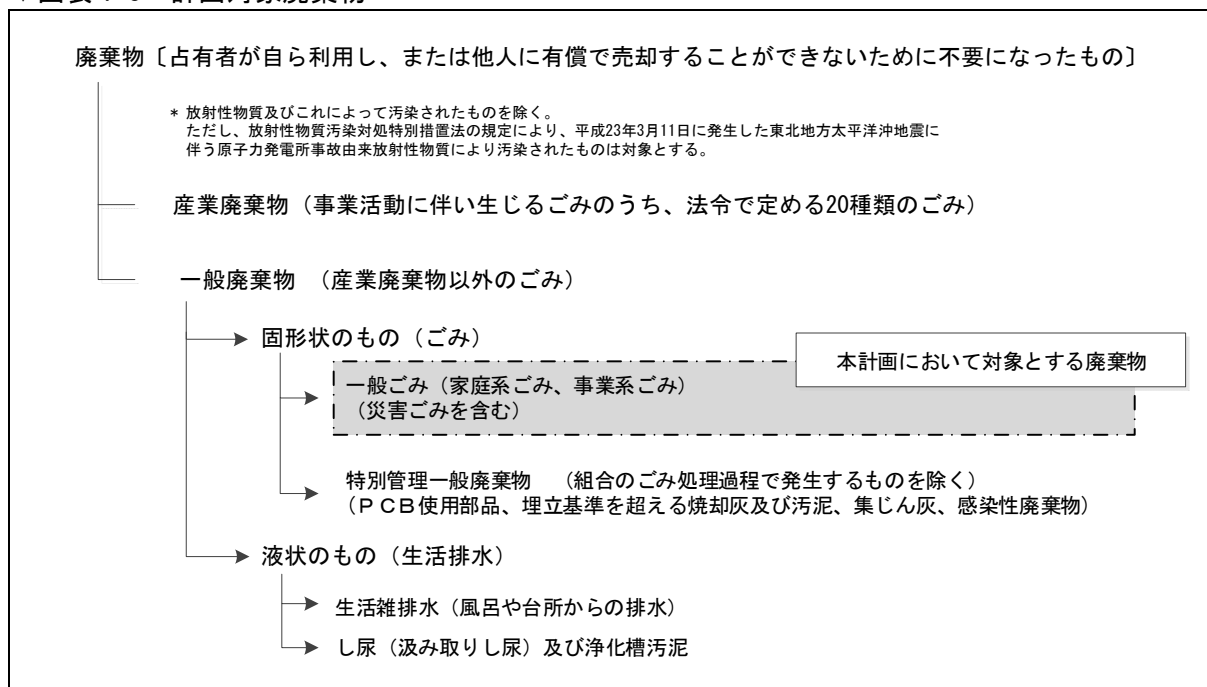 廃棄物〔占有者が自ら利用し、または他人に有償で売却することができないために不要になったもの〕
* 放射性物質及びこれによって汚染されたものを除く。
ただし、放射性物質汚染対処特別措置法の規定により、平成23年3月11日に発生した東北地方太平洋沖地震に
伴う原子力発電所事故由来放射性物質により汚染されたものは対象とする。
産業廃棄物（事業活動に伴い生じるごみのうち、法令で定める20種類のごみ）
一般廃棄物　（産業廃棄物以外のごみ）
固形状のもの（ごみ）
本計画において対象とする廃棄物
一般ごみ（家庭系ごみ、事業系ごみ）
（災害ごみを含む）
特別管理一般廃棄物　（組合のごみ処理過程で発生するものを除く）
（ＰＣＢ使用部品、埋立基準を超える焼却灰及び汚泥、集じん灰、感染性廃棄物）
液状のもの（生活排水）
生活雑排水（風呂や台所からの排水）
し尿（汲み取りし尿）及び浄化槽汚泥